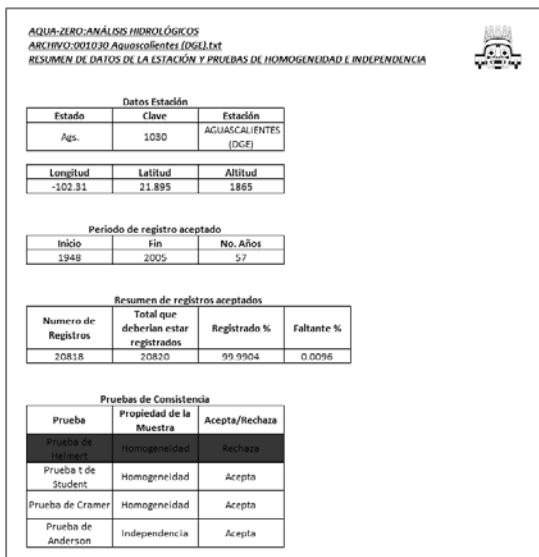 AQUA-ZERO:ANÁLISIS HIDROLÓGICOS
ARCHIVO:001030 Aguascalientes (DGE).txt
RESUMEN DE DATOS DE LA ESTACIÓN Y PRUEBAS DE HOMOGENEIDAD E INDEPENDENCIA
Datos Estación
Estado Clave Estación
Ags. 1030 AGUASCALIENTES
(DGE)
Longitud Latitud Altitud
-102.31 21.895 1865
Periodo de registro aceptado
Inicio Fin No. Años
1948 2005 57
Resumen de registros aceptados
Numero de
Registros
Total que
deberian estar
registrados
Registrado % Faltante %
20818 20820 99.9904 0.0096
Pruebas de Consistencia
Prueba
Propiedad de la
Muestra
Acepta/Rechaza
Prueba de
Helmert
Homogeneidad Rechaza
Prueba t de
Student
Homogeneidad Acepta
Prueba de Cramer Homogeneidad Acepta
Prueba de
Anderson
Independencia Acepta